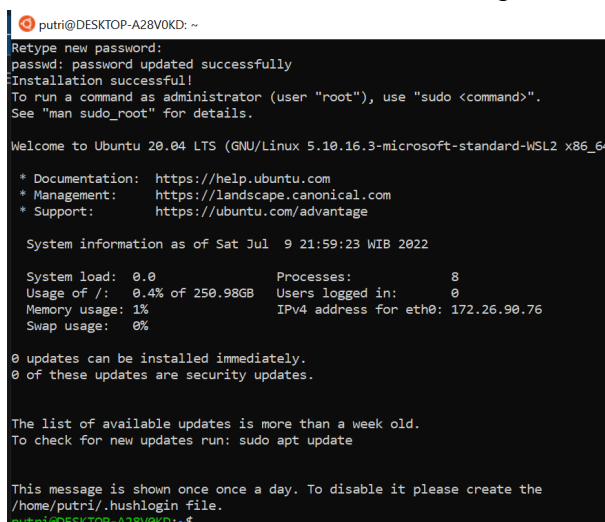 putri@DESKTOP-A28V0KD: ~
Retype new password:
passwd: password updated successfully
Installation successful!
To run a command as administrator (user "root"), use "sudo <command>".
See "man sudo_root" for details.
Welcome to Ubuntu 20.04 LTS (GNU/Linux 5.10.16.3-microsoft-standard-WSL2 x86_64
* Documentation:  https://help.ubuntu.com
* Management:     https://landscape.canonical.com
* Support:        https://ubuntu.com/advantage
System information as of Sat Jul  9 21:59:23 WIB 2022
System load:  0.0                Processes:              8
Usage of /:   0.4% of 250.98GB   Users logged in:        0
Memory usage: 1%                 IPv4 address for eth0: 172.26.90.76
Swap usage:   0%
0 updates can be installed immediately.
0 of these updates are security updates.
The list of available updates is more than a week old.
To check for new updates run: sudo apt update
This message is shown once once a day. To disable it please create the
/home/putri/.hushlogin file.
putri@DESKTOP-A28V0KD:~$